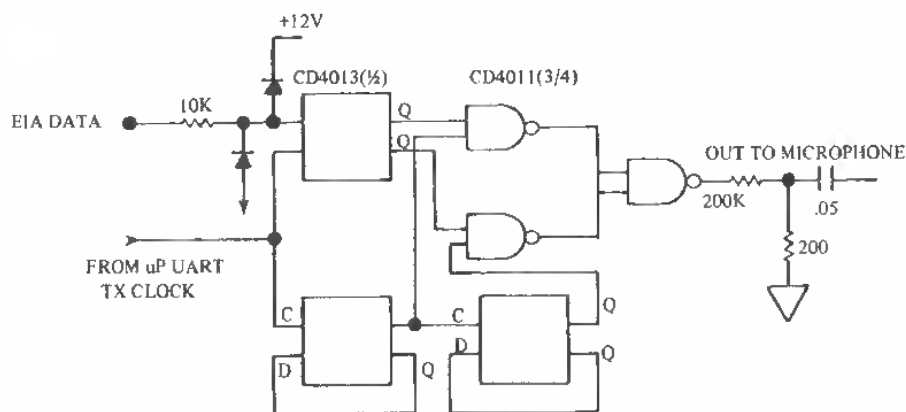 +12V
CD4013(½)
CD4011(3/4)
10K
EIA DATA
Q
Q
OUT TO MICROPHONE
200K
.05
200
FROM uP UART
TX CLOCK
C
D
Q
C
D
Q
Q